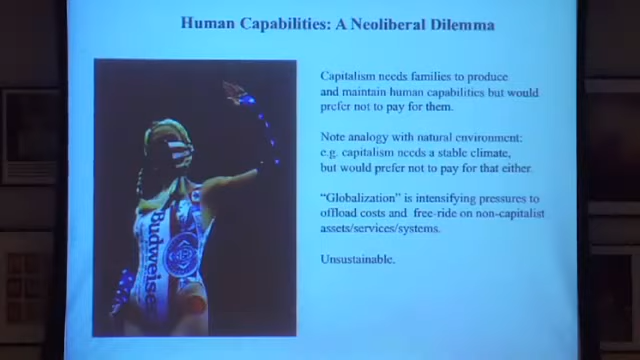 Human Capabilities: A Neoliberal Dilemma
Capitalism needs families to produce
and maintain human capabilities but would
prefer not to pay for them.
Note analogy with natural environment:
e.g. capitalism needs a stable climate,
but would prefer not to pay for that either.
“Globalization” is intensifying pressures to
offload costs and free-ride on non-capitalist
assets/services/systems.
Unsustainable.
Budweiser